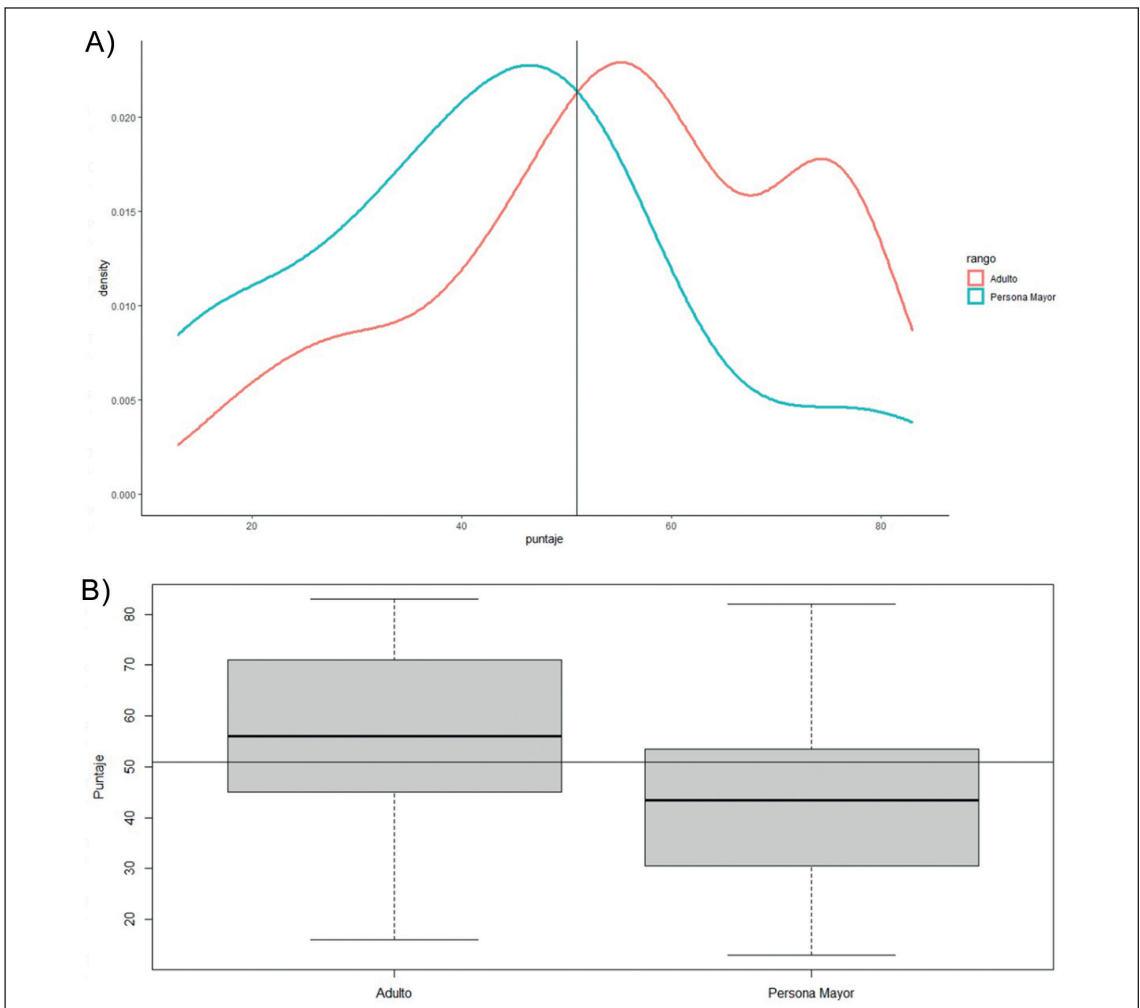 A)
density
0.020
0.015
0.010
0.005
0.000
20 40 60 80
puntaje
rango
Adulto
Persona Mayor
B)
Puntaje
80
70
60
50
40
30
20
Adulto Persona Mayor